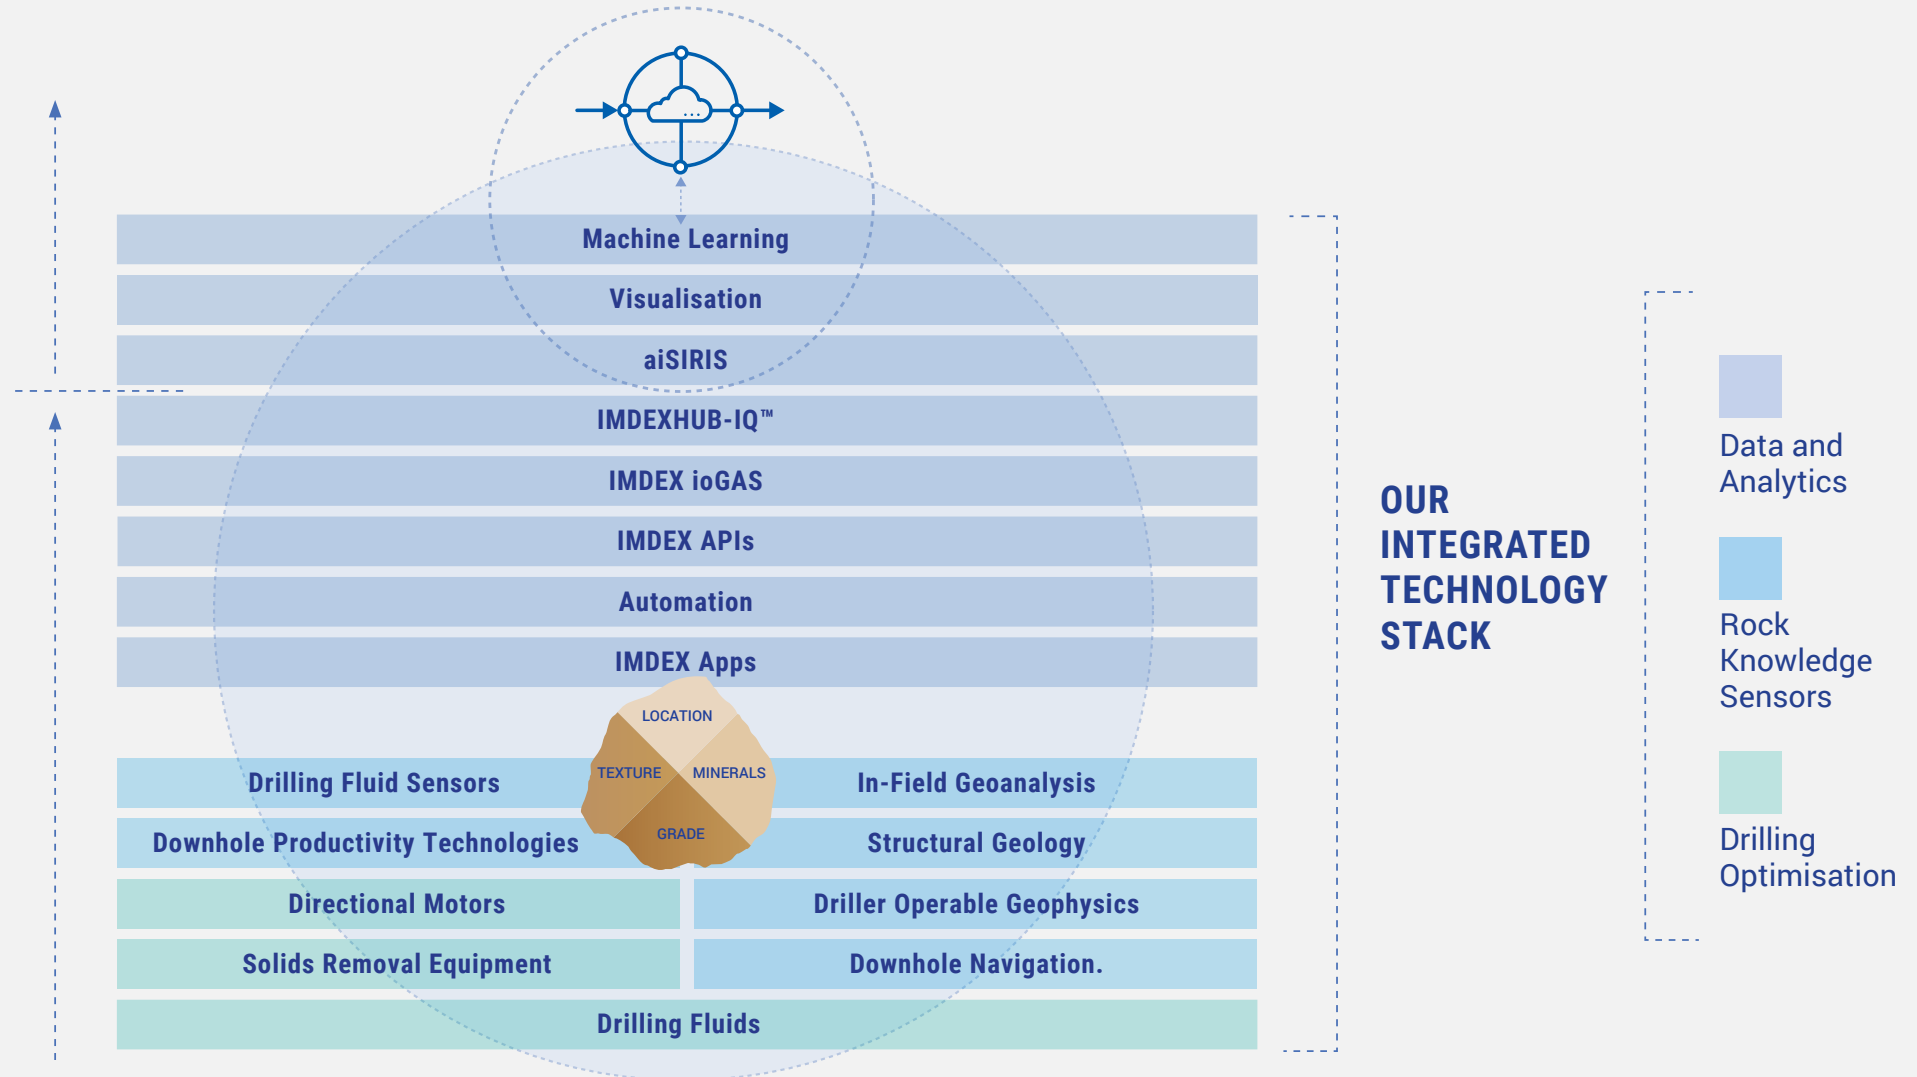 Machine Learning
Visualisation
aiSIRIS
IMDEXHUB-IQ™
IMDEX ioGAS
IMDEX APIs
Automation
IMDEX Apps
LOCATION
TEXTURE
MINERALS
GRADE
Drilling Fluid Sensors
In-Field Geoanalysis
Downhole Productivity Technologies
Structural Geology
Directional Motors
Driller Operable Geophysics
Solids Removal Equipment
Downhole Navigation.
Drilling Fluids
OUR
INTEGRATED
TECHNOLOGY
STACK
Data and
Analytics
Rock
Knowledge
Sensors
Drilling
Optimisation